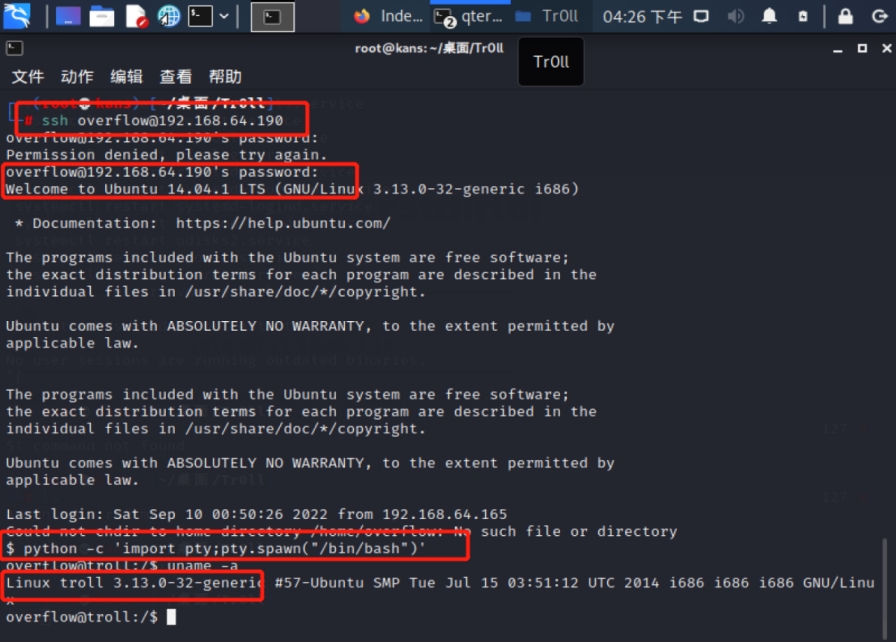 Inde...
2
qter...
Tr0ll
04:26 下午
root@kans: ~/桌面/Tr0ll
Tr0ll
文件 动作 编辑 查看 帮助
(root💀kans)-[~/桌面/Tr0ll]
# ssh overflow@192.168.64.190
overflow@192.168.64.190's password:
Permission denied, please try again.
overflow@192.168.64.190's password:
Welcome to Ubuntu 14.04.1 LTS (GNU/Linux 3.13.0-32-generic i686)
* Documentation: https://help.ubuntu.com/
The programs included with the Ubuntu system are free software;
the exact distribution terms for each program are described in the
individual files in /usr/share/doc/*/copyright.
Ubuntu comes with ABSOLUTELY NO WARRANTY, to the extent permitted by
applicable law.
The programs included with the Ubuntu system are free software;
the exact distribution terms for each program are described in the
individual files in /usr/share/doc/*/copyright.
Ubuntu comes with ABSOLUTELY NO WARRANTY, to the extent permitted by
applicable law.
Last login: Sat Sep 10 00:50:26 2022 from 192.168.64.165
Could not chdir to home directory /home/overflow: No such file or directory
$ python -c 'import pty;pty.spawn("/bin/bash")'
overflow@troll:/$ uname -a
Linux troll 3.13.0-32-generic #57-Ubuntu SMP Tue Jul 15 03:51:12 UTC 2014 i686 i686 i686 GNU/Linu
x
overflow@troll:/$